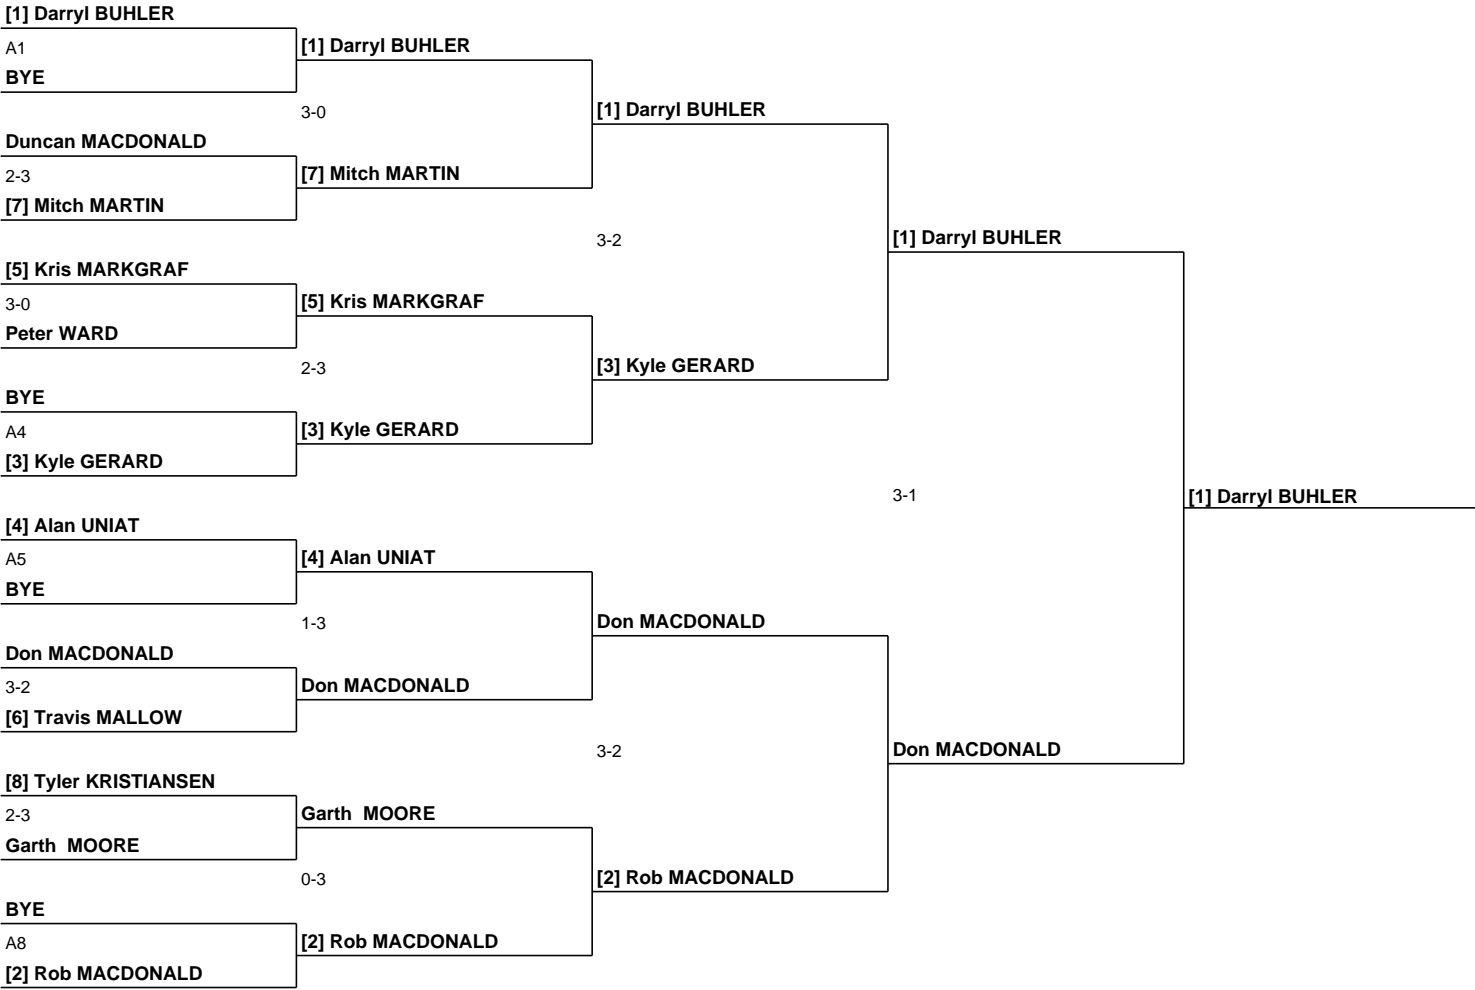 [1] Darryl BUHLER
A1
BYE
Duncan MACDONALD
2-3
[7] Mitch MARTIN
[5] Kris MARKGRAF
3-0
Peter WARD
BYE
A4
[3] Kyle GERARD
[4] Alan UNIAT
A5
BYE
Don MACDONALD
3-2
[6] Travis MALLOW
[8] Tyler KRISTIANSEN
2-3
Garth  MOORE
BYE
A8
[2] Rob MACDONALD
[1] Darryl BUHLER
3-0
[7] Mitch MARTIN
[5] Kris MARKGRAF
2-3
[3] Kyle GERARD
[4] Alan UNIAT
1-3
Don MACDONALD
Garth  MOORE
0-3
[2] Rob MACDONALD
[1] Darryl BUHLER
3-2
[3] Kyle GERARD
Don MACDONALD
3-2
[2] Rob MACDONALD
[1] Darryl BUHLER
3-1
Don MACDONALD
[1] Darryl BUHLER